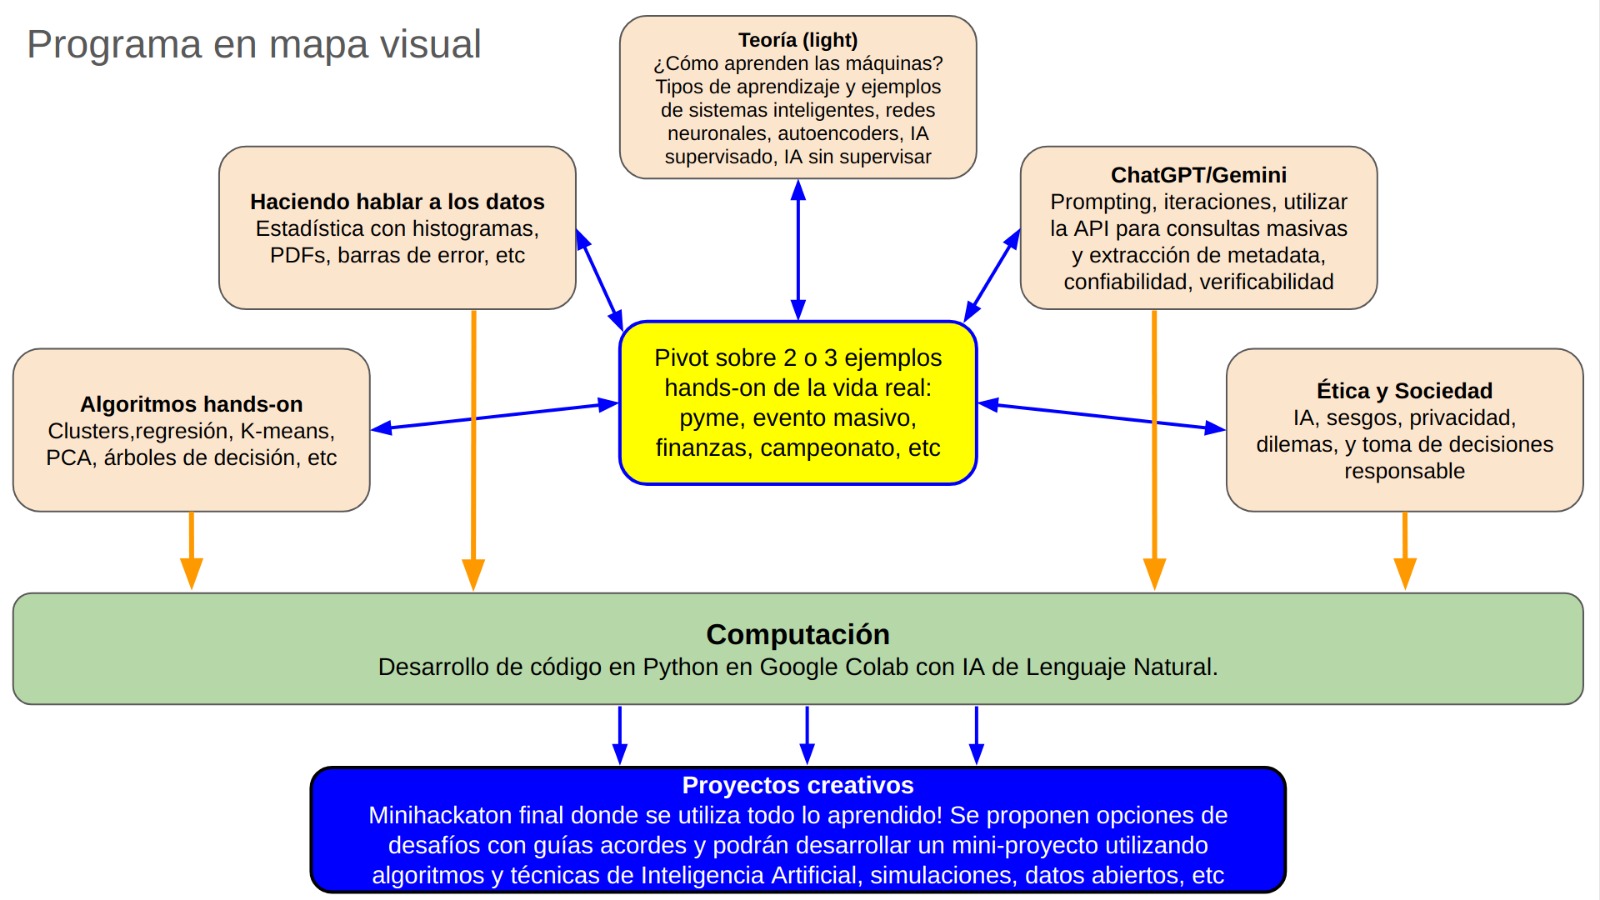 Programa en mapa visual
Teoría (light)
¿Cómo aprenden las máquinas?
Tipos de aprendizaje y ejemplos
de sistemas inteligentes, redes
neuronales, autoencoders, IA
supervisado, IA sin supervisar
Haciendo hablar a los datos
Estadística con histogramas,
PDFs, barras de error, etc
ChatGPT/Gemini
Prompting, iteraciones, utilizar
la API para consultas masivas
y extracción de metadata,
confiabilidad, verificabilidad
Algoritmos hands-on
Clusters,regresión, K-means,
PCA, árboles de decisión, etc
Pivot sobre 2 o 3 ejemplos
hands-on de la vida real:
pyme, evento masivo,
finanzas, campeonato, etc
Ética y Sociedad
IA, sesgos, privacidad,
dilemas, y toma de decisiones
responsable
Computación
Desarrollo de código en Python en Google Colab con IA de Lenguaje Natural.
Proyectos creativos
Minihackaton final donde se utiliza todo lo aprendido! Se proponen opciones de
desafíos con guías acordes y podrán desarrollar un mini-proyecto utilizando
algoritmos y técnicas de Inteligencia Artificial, simulaciones, datos abiertos, etc